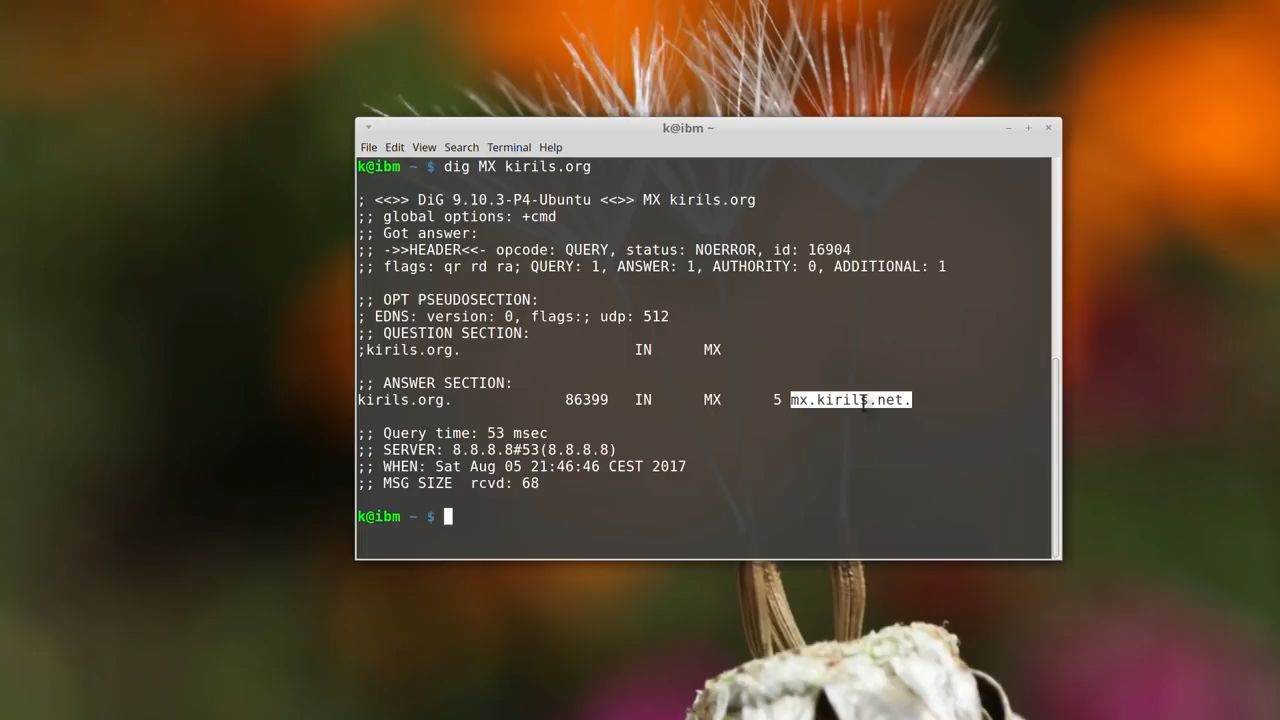 k@ibm ~
File Edit View Search Terminal Help
k@ibm ~ $ dig MX kirils.org
; <<>> DiG 9.10.3-P4-Ubuntu <<>> MX kirils.org
;; global options: +cmd
;; Got answer:
;; ->>HEADER<<- opcode: QUERY, status: NOERROR, id: 16904
;; flags: qr rd ra; QUERY: 1, ANSWER: 1, AUTHORITY: 0, ADDITIONAL: 1
;; OPT PSEUDOSECTION:
; EDNS: version: 0, flags:; udp: 512
;; QUESTION SECTION:
;kirils.org. IN MX
;; ANSWER SECTION:
kirils.org. 86399 IN MX 5 mx.kirils.net.
;; Query time: 53 msec
;; SERVER: 8.8.8.8#53(8.8.8.8)
;; WHEN: Sat Aug 05 21:46:46 CEST 2017
;; MSG SIZE rcvd: 68
k@ibm ~ $